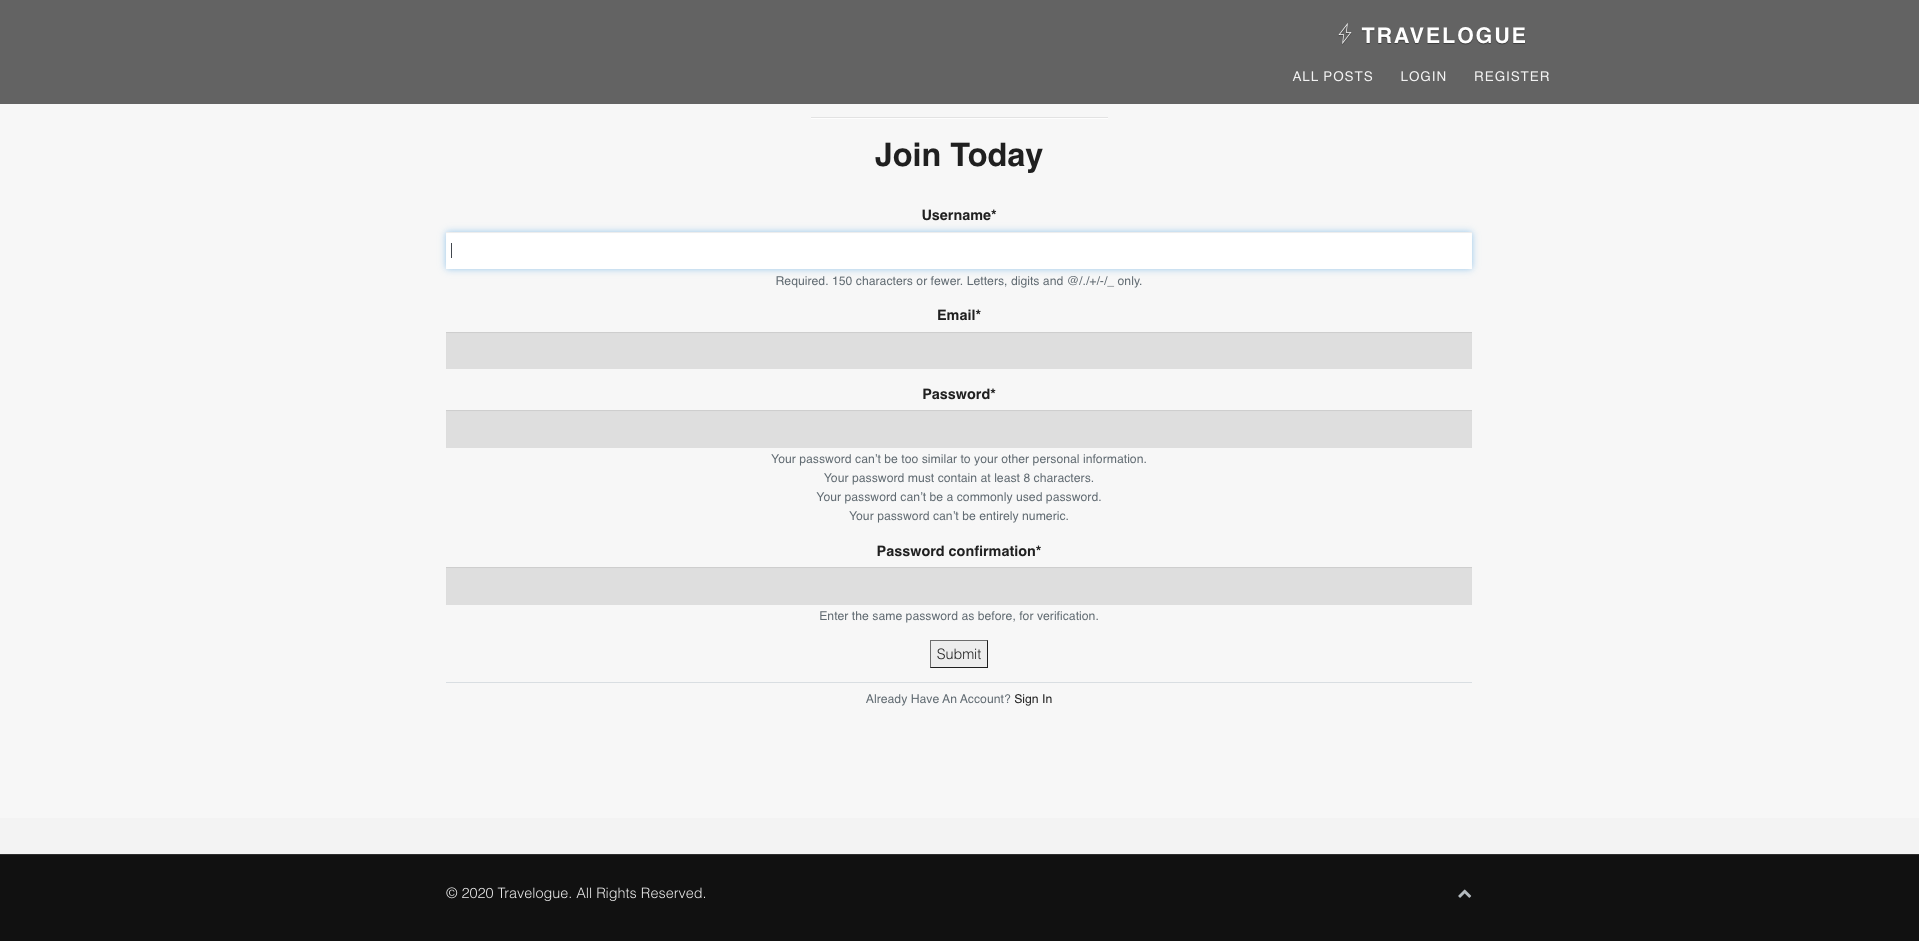 TRAVELOGUE
ALL POSTS LOGIN REGISTER
Join Today
Username*
Required. 150 characters or fewer. Letters, digits and @/./+/-/_ only.
Email*
Password*
Your password can't be too similar to your other personal information.
Your password must contain at least 8 characters.
Your password can't be a commonly used password.
Your password can't be entirely numeric.
Password confirmation*
Enter the same password as before, for verification.
Submit
Already Have An Account? Sign In
© 2020 Travelogue. All Rights Reserved.